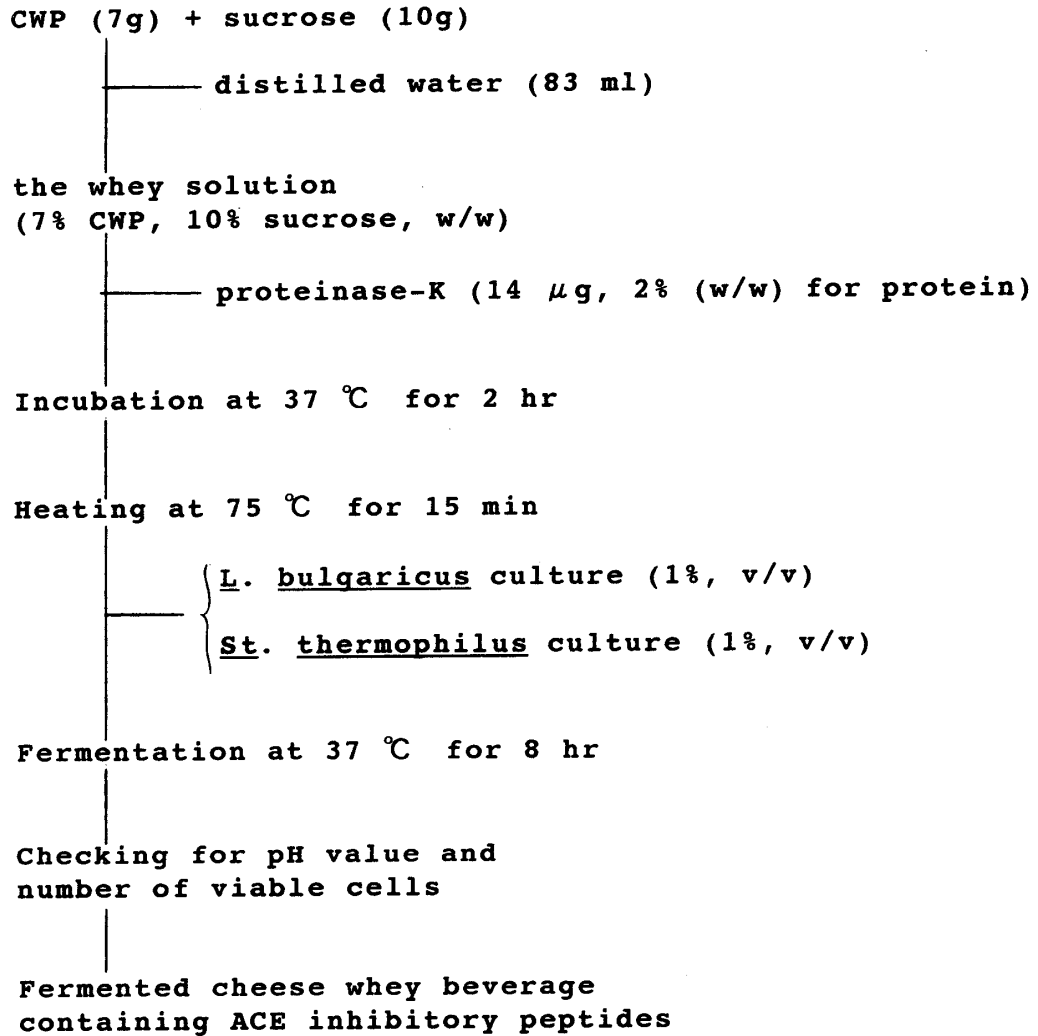 CWP (7g) + sucrose (10g)
distilled water (83 ml)
the whey solution
(7% CWP, 10% sucrose, w/w)
proteinase-K (14 μg, 2% (w/w) for protein)
Incubation at 37 ℃ for 2 hr
Heating at 75 ℃ for 15 min
L. bulgaricus culture (1%, v/v)
St. thermophilus culture (1%, v/v)
Fermentation at 37 ℃ for 8 hr
Checking for pH value and
number of viable cells
Fermented cheese whey beverage
containing ACE inhibitory peptides